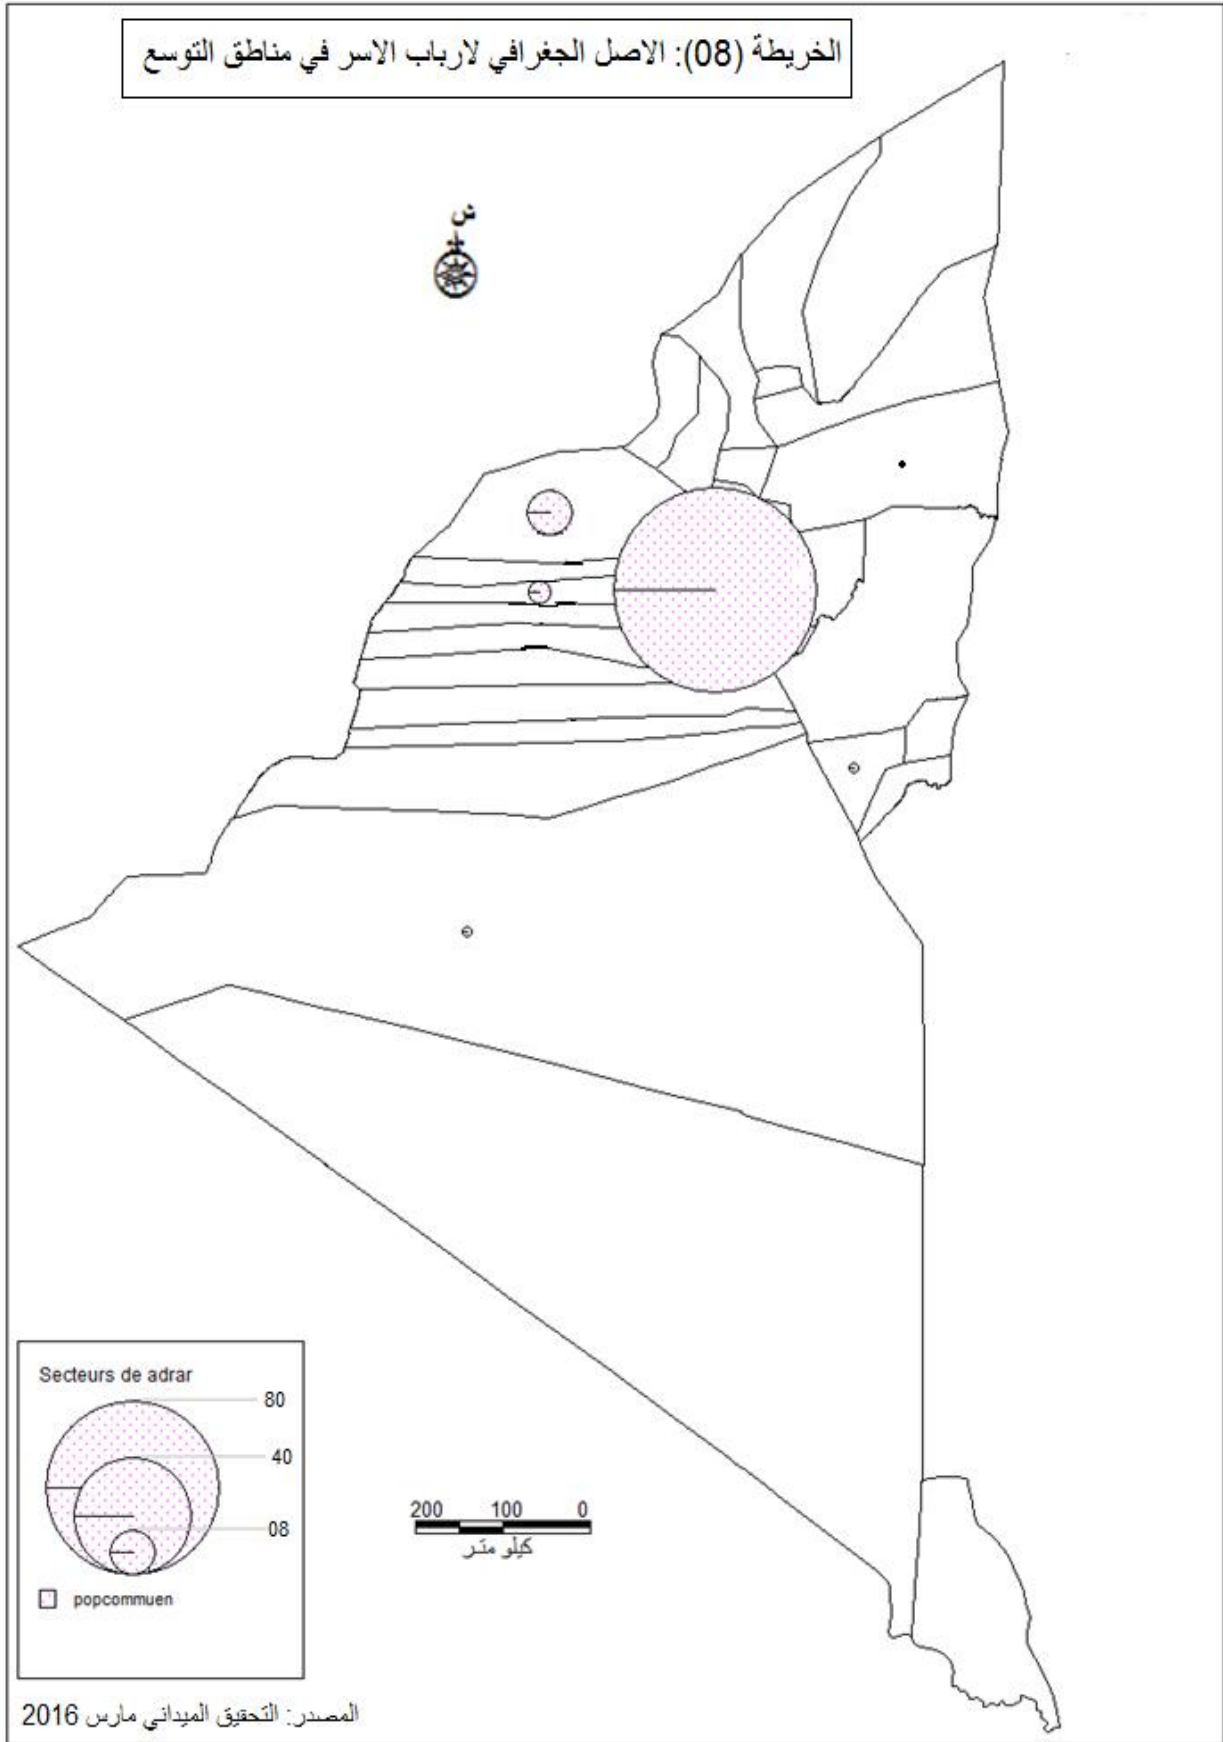 الخريطة (08): الاصل الجغرافي لارباب الاسر في مناطق التوسع
ش
Secteurs de adrar
80
40
08
popcommuen
200 100 0
كيلو متر
المصدر: التحقيق الميداني مارس 2016